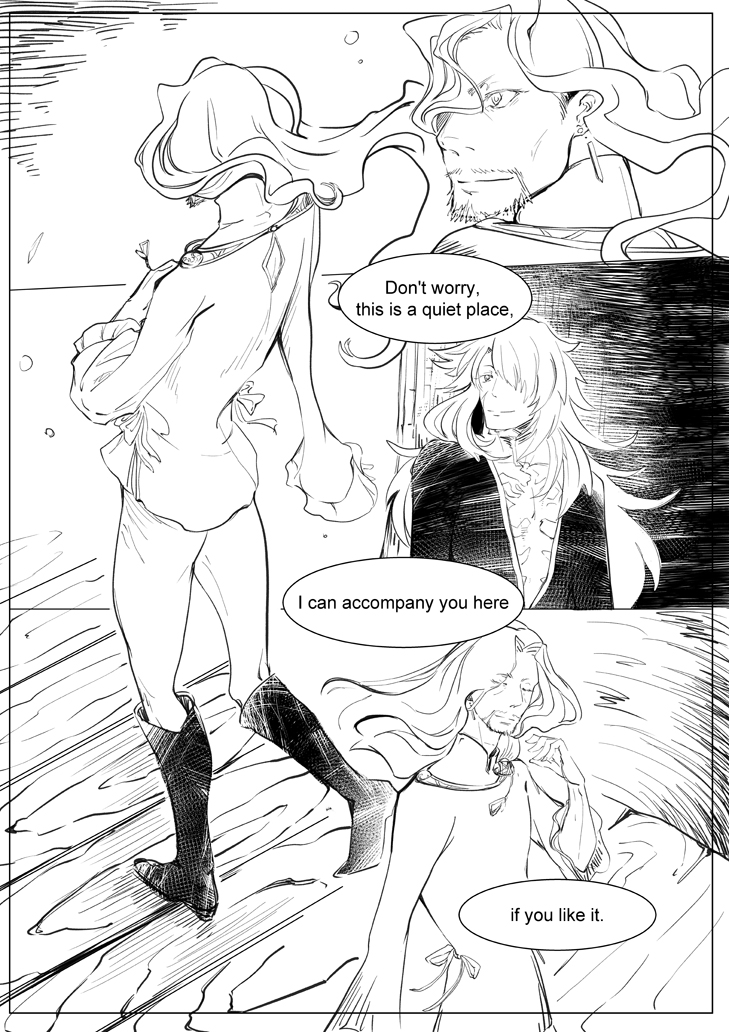 Don't worry,
this is a quiet place,
I can accompany you here
if you like it.